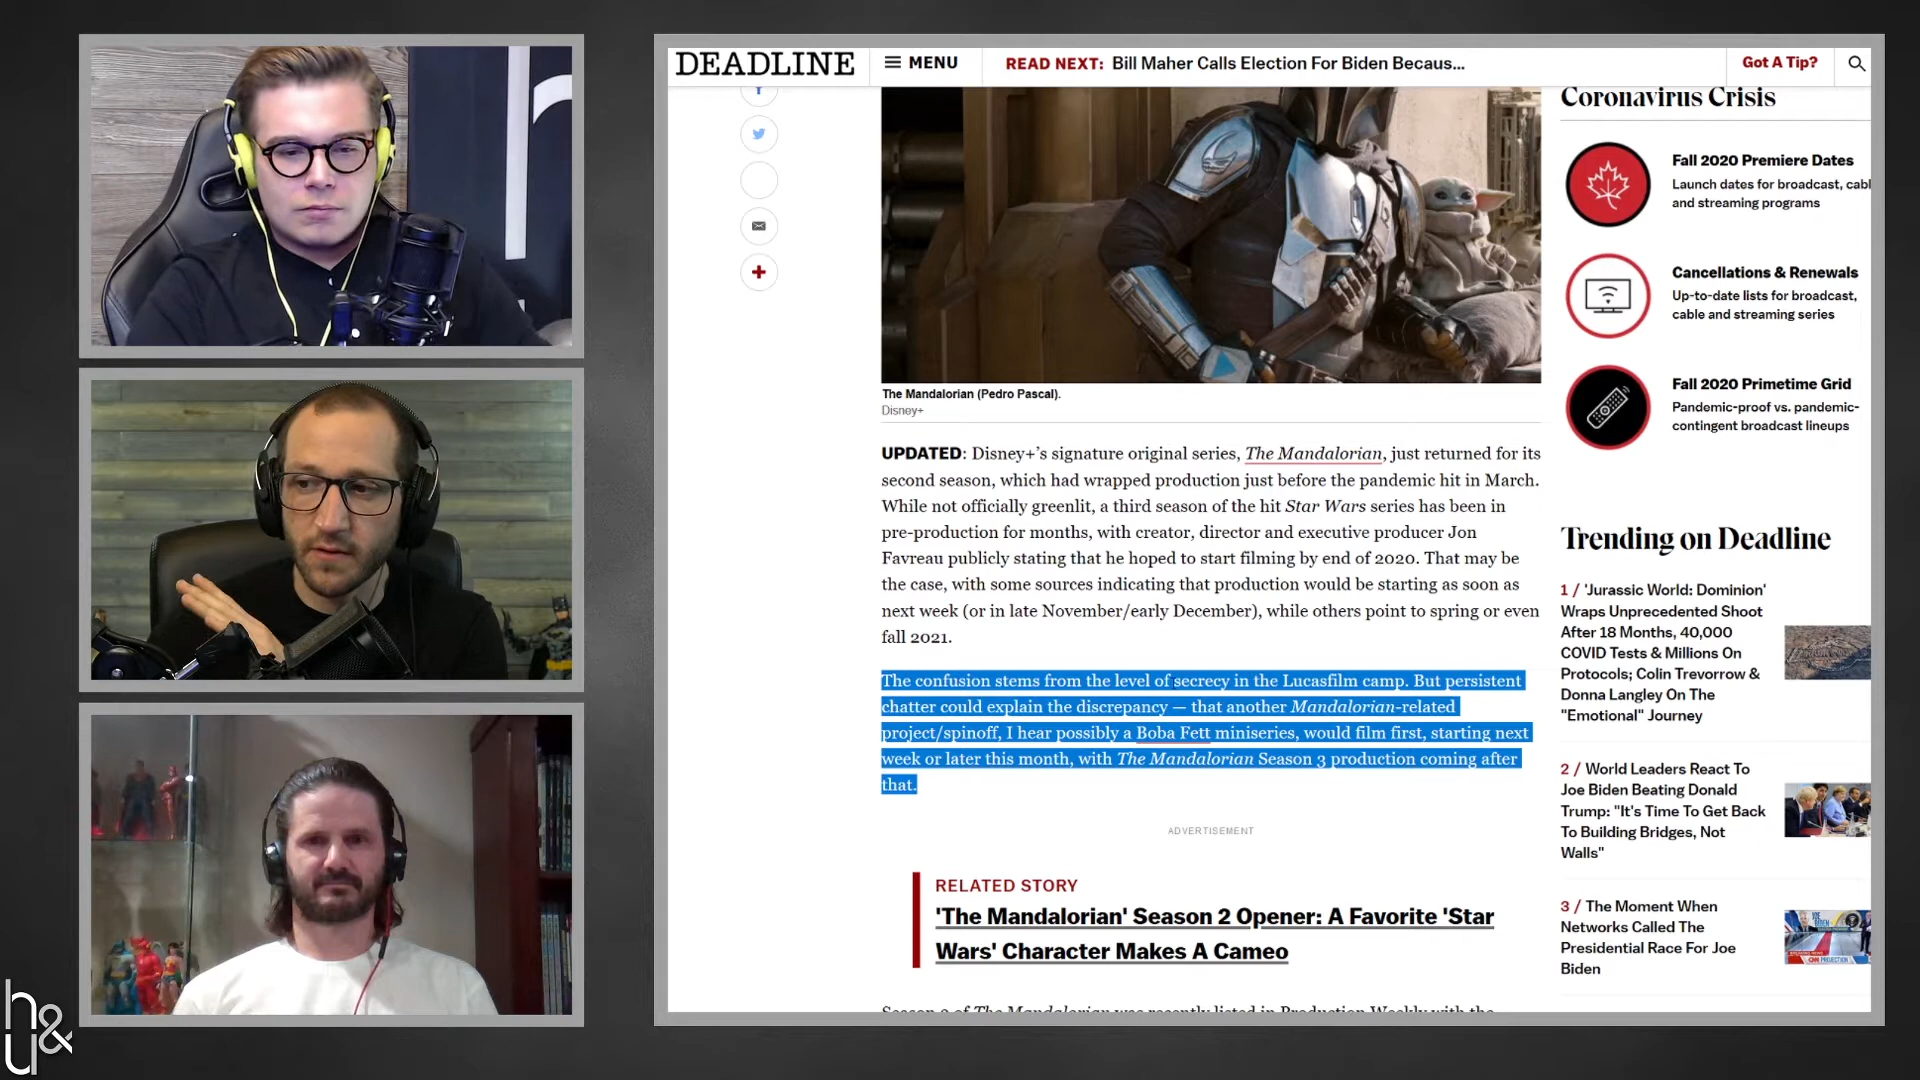 DEADLINE
MENU
READ NEXT: Bill Maher Calls Election For Biden Becaus...
Got A Tip?
The Mandalorian (Pedro Pascal).
Disney+
UPDATED: Disney+’s signature original series, The Mandalorian, just returned for its
second season, which had wrapped production just before the pandemic hit in March.
While not officially greenlit, a third season of the hit Star Wars series has been in
pre-production for months, with creator, director and executive producer Jon
Favreau publicly stating that he hoped to start filming by end of 2020. That may be
the case, with some sources indicating that production would be starting as soon as
next week (or in late November/early December), while others point to spring or even
fall 2021.
The confusion stems from the level of secrecy in the Lucasfilm camp. But persistent
chatter could explain the discrepancy — that another Mandalorian-related
project/spinoff, I hear possibly a Boba Fett miniseries, would film first, starting next
week or later this month, with The Mandalorian Season 3 production coming after
that.
ADVERTISEMENT
RELATED STORY
'The Mandalorian' Season 2 Opener: A Favorite 'Star
Wars' Character Makes A Cameo
Coronavirus Crisis
Fall 2020 Premiere Dates
Launch dates for broadcast, cabl
and streaming programs
Cancellations & Renewals
Up-to-date lists for broadcast,
cable and streaming series
Fall 2020 Primetime Grid
Pandemic-proof vs. pandemic-
contingent broadcast lineups
Trending on Deadline
1 / 'Jurassic World: Dominion'
Wraps Unprecedented Shoot
After 18 Months, 40,000
COVID Tests & Millions On
Protocols; Colin Trevorrow &
Donna Langley On The
"Emotional" Journey
2 / World Leaders React To
Joe Biden Beating Donald
Trump: "It's Time To Get Back
To Building Bridges, Not
Walls"
3 / The Moment When
Networks Called The
Presidential Race For Joe
Biden
h&u